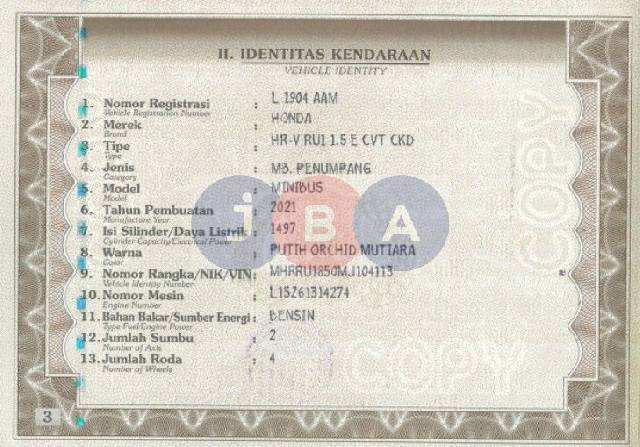 II. IDENTITAS KENDARAAN
VEHICLE IDENTITY
1. Nomor Registrasi : L 1904 AAM
Vehicle Registration Number
2. Merek : HONDA
Brand
3. Tipe : HR-V RU1 1.5 E CVT CKD
Type
4. Jenis : MB. PENUMPANG
Category
5. Model : MINIBUS
Model
6. Tahun Pembuatan : 2021
Manufacture Year
7. Isi Silinder/Daya Listrik : 1497
Cylinder Capacity/Electrical Power
8. Warna : PUTIH ORCHID MUTIARA
Color
9. Nomor Rangka/NIK/VIN : MHRRU1850MJ104113
Vehicle Identity Number
10. Nomor Mesin : L15Z61314274
Engine Number
11. Bahan Bakar/Sumber Energi : BENSIN
Type Fuel/Engine Power
12. Jumlah Sumbu : 2
Number of Axis
13. Jumlah Roda : 4
Number of Wheels
JBA
COPY
COPY
3